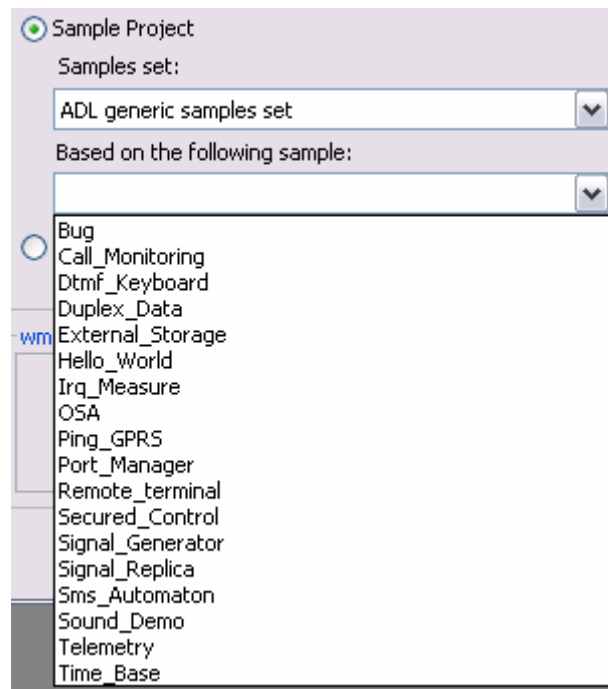 Sample Project
Samples set:
ADL generic samples set
Based on the following sample:
Bug
Call_Monitoring
Dtmf_Keyboard
Duplex_Data
External_Storage
wm
Hello_World
Irq_Measure
OSA
Ping_GPRS
Port_Manager
Remote_terminal
Secured_Control
Signal_Generator
Signal_Replica
Sms_Automaton
Sound_Demo
Telemetry
Time_Base